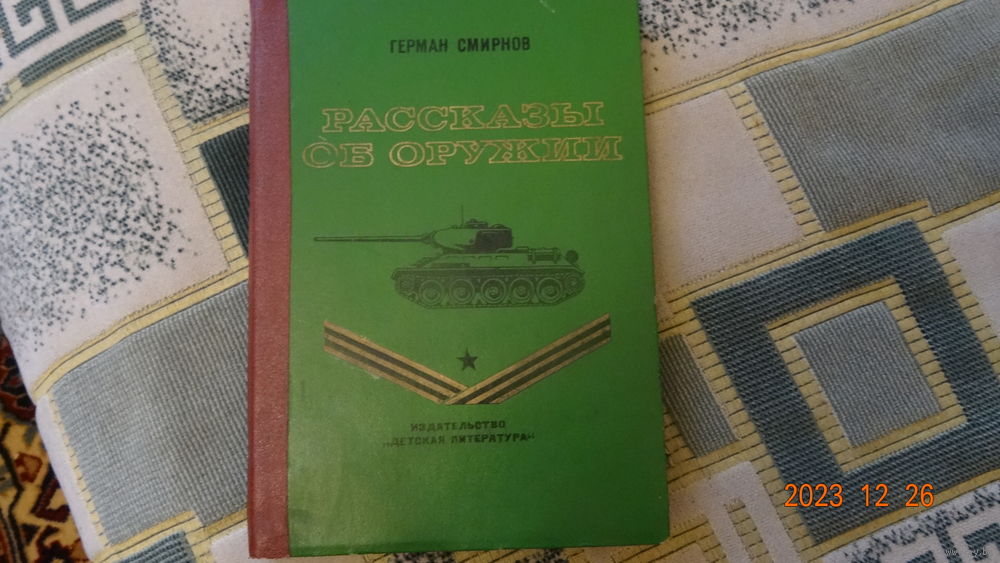 ГЕРМАН СМИРНОВ
РАССКАЗЫ
ОБ ОРУЖИИ
ИЗДАТЕЛЬСТВО
„ДЕТСКАЯ ЛИТЕРАТУРА“
2023 12 26